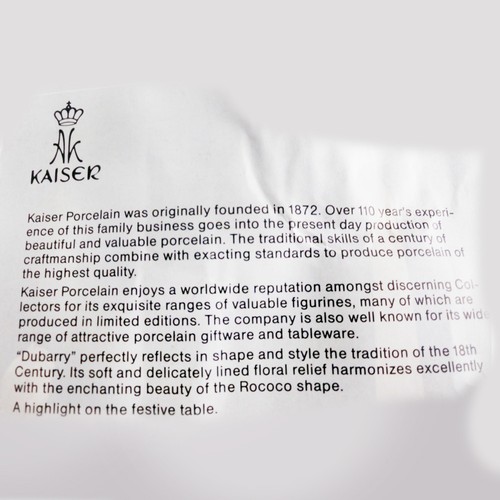 AK
KAISER
Kaiser Porcelain was originally founded in 1872. Over 110 year's experi-
ence of this family business goes into the present day production of
beautiful and valuable porcelain. The traditional skills of a century of
craftmanship combine with exacting standards to produce porcelain of
the highest quality.
Kaiser Porcelain enjoys a worldwide reputation amongst discerning Col-
lectors for its exquisite ranges of valuable figurines, many of which are
produced in limited editions. The company is also well known for its wide
range of attractive porcelain giftware and tableware.
"Dubarry" perfectly reflects in shape and style the tradition of the 18th
Century. Its soft and delicately lined floral relief harmonizes excellently
with the enchanting beauty of the Rococo shape.
A highlight on the festive table.